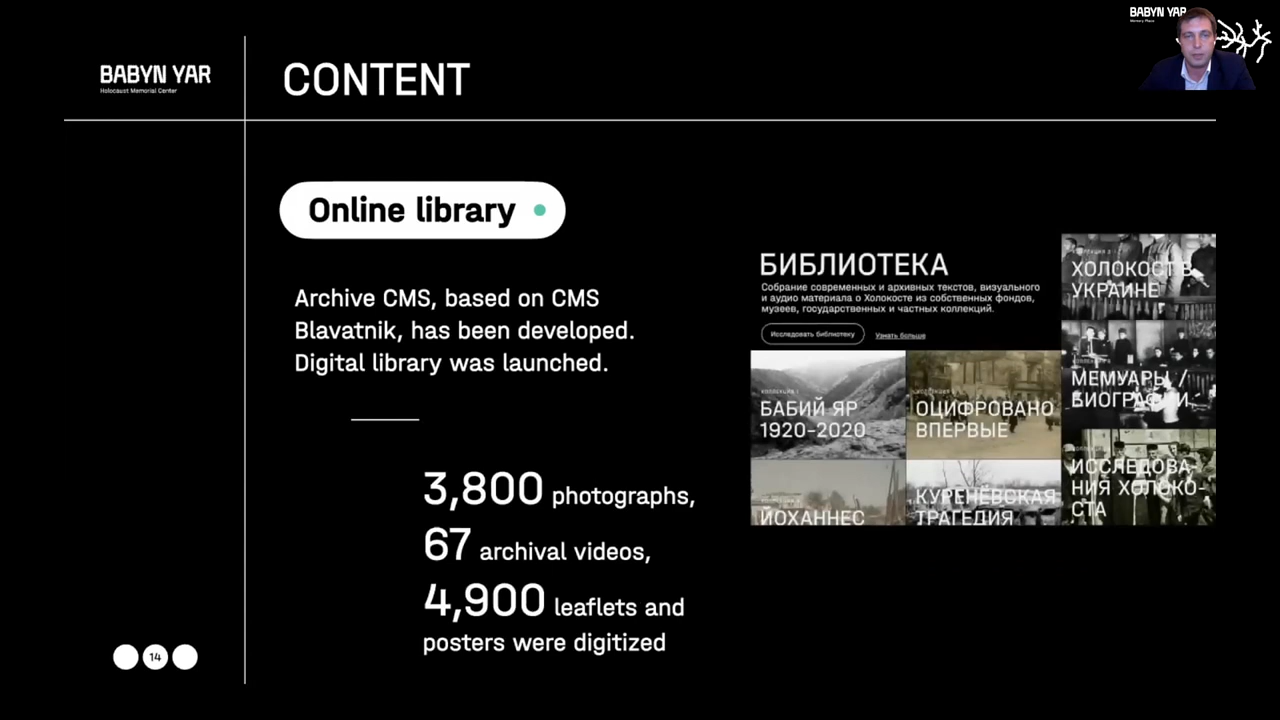 BABYN YAR
Holocaust Memorial Center
CONTENT
BABYN YAR
Memory Place
Online library
Archive CMS, based on CMS
Blavatnik, has been developed.
Digital library was launched.
3,800 photographs,
67 archival videos,
4,900 leaflets and
posters were digitized
БИБЛИОТЕКА
Собрание современных и архивных текстов, визуального
и аудио материала о Холокосте из собственных фондов,
музеев, государственных и частных коллекций.
Исследовать библиотеку
Узнать больше
БАБИЙ ЯР
1920-2020
ОЦИФРОВАНО
ВПЕРВЫЕ
ЙОХАННЕС
КУРЕНЁВСКАЯ
ТРАГЕДИЯ
ХОЛОКОСТ В
УКРАИНЕ
МЕМУАРЫ /
БИОГРАФИИ
ИССЛЕДОВА-
НИЯ ХОЛОКО-
СТА
14